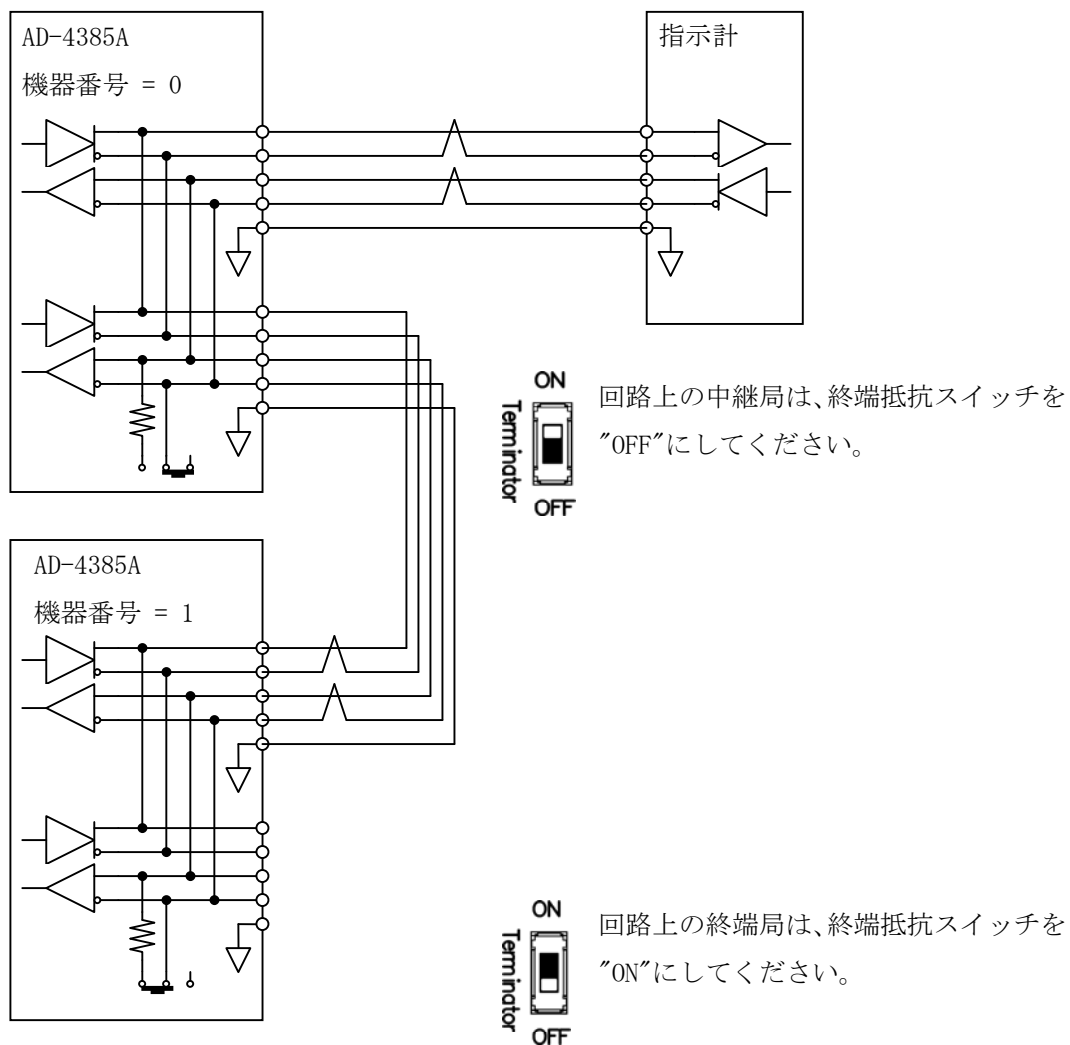 AD-4385A
機器番号 = 0
指示計
ON
Terminator
OFF
回路上の中継局は、終端抵抗スイッチを
"OFF"にしてください。
AD-4385A
機器番号 = 1
ON
Terminator
OFF
回路上の終端局は、終端抵抗スイッチを
"ON"にしてください。